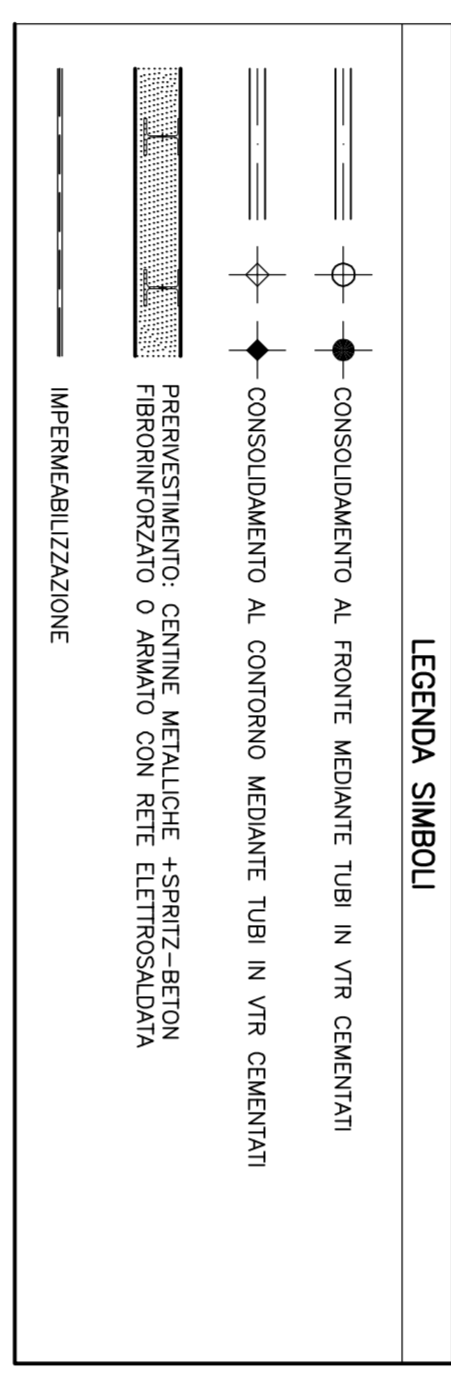 LEGENDA SIMBOLI
CONSOLIDAMENTO AL FRONTE MEDIANTE TUBI IN VTR CEMENTATI
CONSOLIDAMENTO AL CONTORNO MEDIANTE TUBI IN VTR CEMENTATI
PRERIVESTIMENTO: CENTINE METALLICHE +SPRITZ-BETON
FIBRORINFORZATO O ARMATO CON RETE ELETTROSALDATA
IMPERMEABILIZZAZIONE